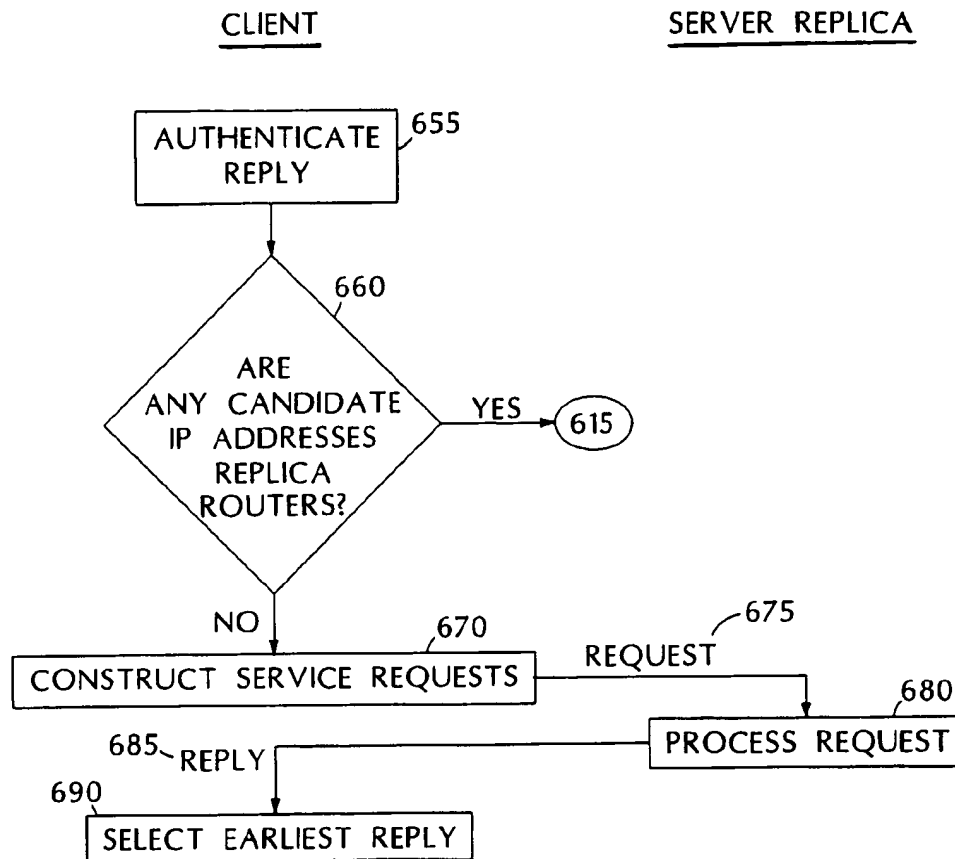 CLIENT
SERVER REPLICA
AUTHENTICATE
REPLY
655
660
ARE
ANY CANDIDATE
IP ADDRESSES
REPLICA
ROUTERS?
YES
615
NO
670
675
CONSTRUCT SERVICE REQUESTS
REQUEST
680
PROCESS REQUEST
685
REPLY
690
SELECT EARLIEST REPLY